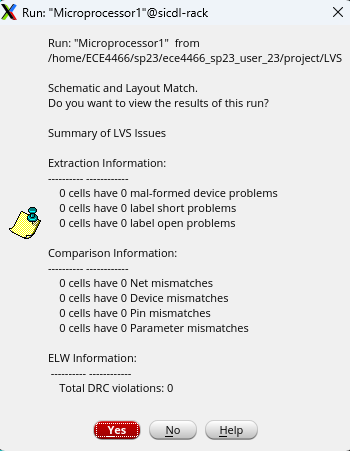 Run: "Microprocessor1"@sicdl-rack
Run: "Microprocessor1" from
/home/ECE4466/sp23/ece4466_sp23_user_23/project/LVS
Schematic and Layout Match.
Do you want to view the results of this run?
Summary of LVS Issues
Extraction Information:
---------- ------------
0 cells have 0 mal-formed device problems
0 cells have 0 label short problems
0 cells have 0 label open problems
Comparison Information:
---------- ------------
0 cells have 0 Net mismatches
0 cells have 0 Device mismatches
0 cells have 0 Pin mismatches
0 cells have 0 Parameter mismatches
ELW Information:
---------- ------------
Total DRC violations: 0
Yes No Help